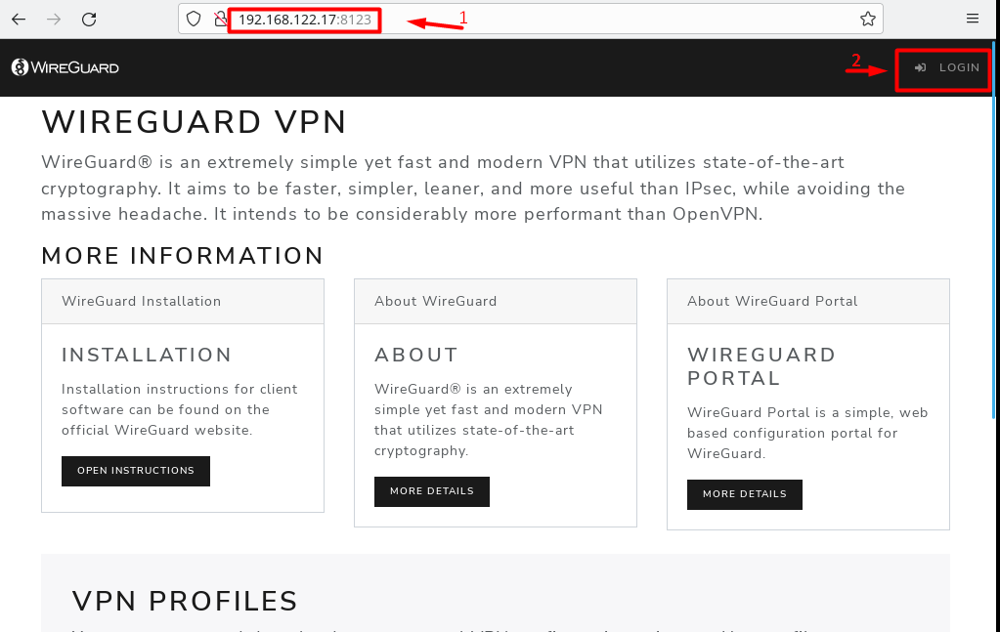 192.168.122.17:8123
1
WIREGUARD
2
LOGIN
WIREGUARD VPN
WireGuard® is an extremely simple yet fast and modern VPN that utilizes state-of-the-art
cryptography. It aims to be faster, simpler, leaner, and more useful than IPsec, while avoiding the
massive headache. It intends to be considerably more performant than OpenVPN.
MORE INFORMATION
WireGuard Installation
INSTALLATION
Installation instructions for client
software can be found on the
official WireGuard website.
OPEN INSTRUCTIONS
About WireGuard
ABOUT
WireGuard® is an extremely
simple yet fast and modern VPN
that utilizes state-of-the-art
cryptography.
MORE DETAILS
About WireGuard Portal
WIREGUARD
PORTAL
WireGuard Portal is a simple, web
based configuration portal for
WireGuard.
MORE DETAILS
VPN PROFILES